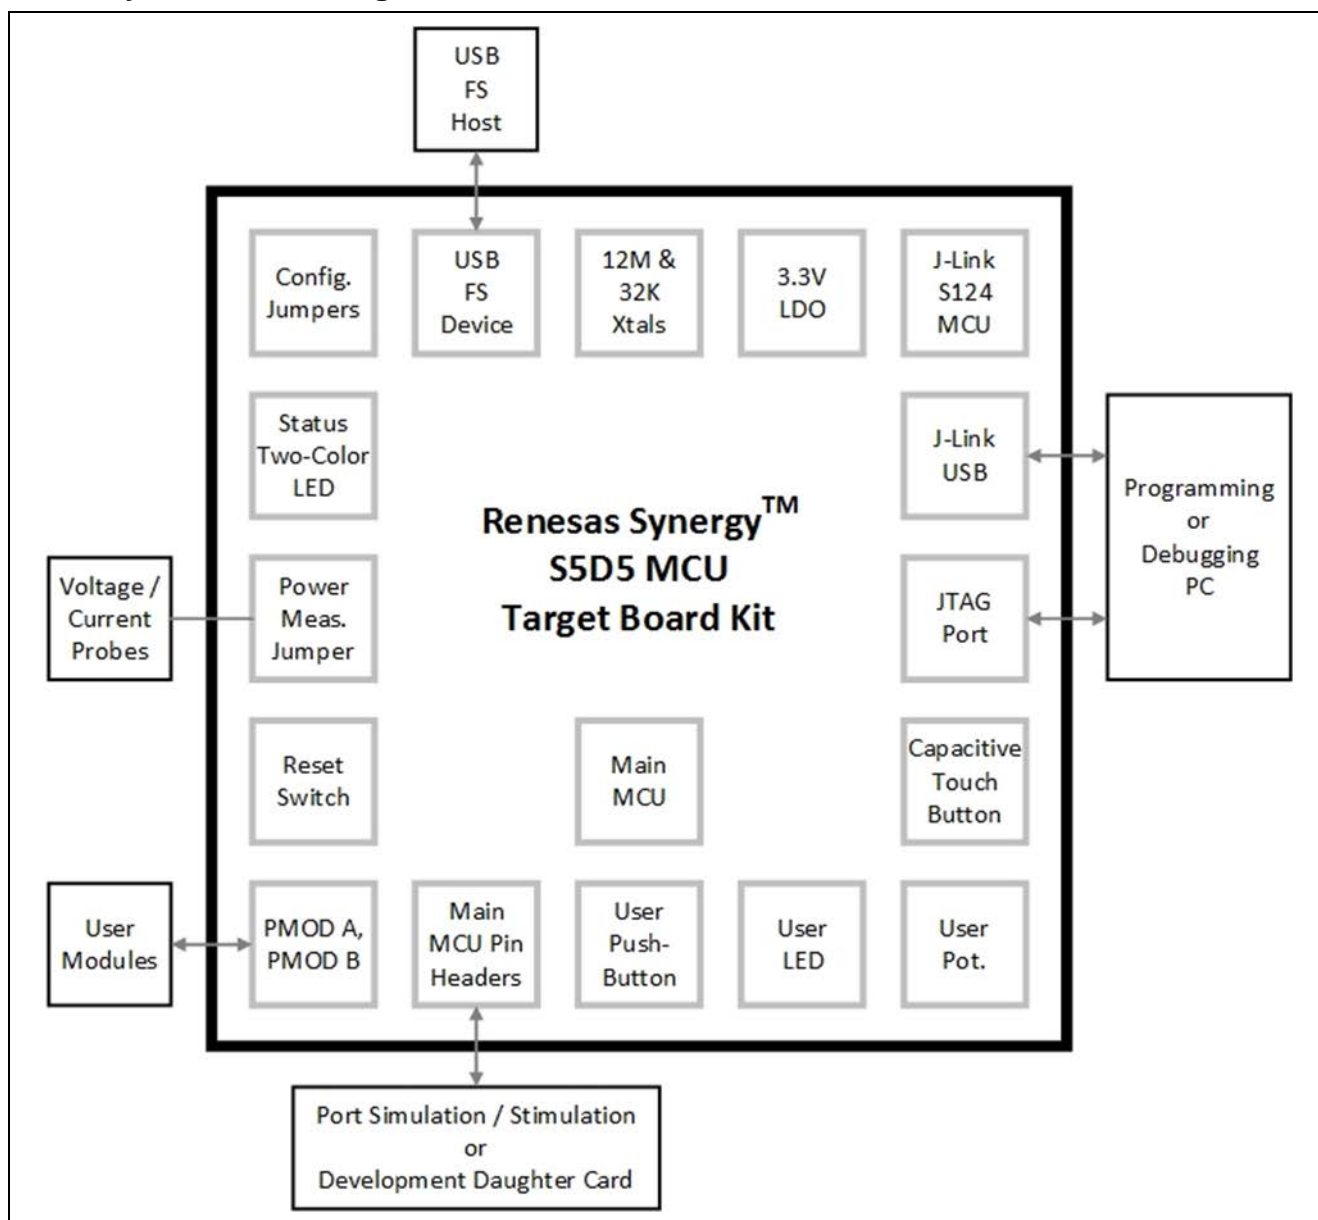 USB
FS
Host
Config.
Jumpers
USB
FS
Device
12M &
32K
Xtals
3.3V
LDO
J-Link
S124
MCU
Status
Two-Color
LED
J-Link
USB
Programming
or
Debugging
PC
Renesas Synergy™
S5D5 MCU
Target Board Kit
Voltage /
Current
Probes
Power
Meas.
Jumper
JTAG
Port
Reset
Switch
Main
MCU
Capacitive
Touch
Button
User
Modules
PMOD A,
PMOD B
Main
MCU Pin
Headers
User
Push-
Button
User
LED
User
Pot.
Port Simulation / Stimulation
or
Development Daughter Card